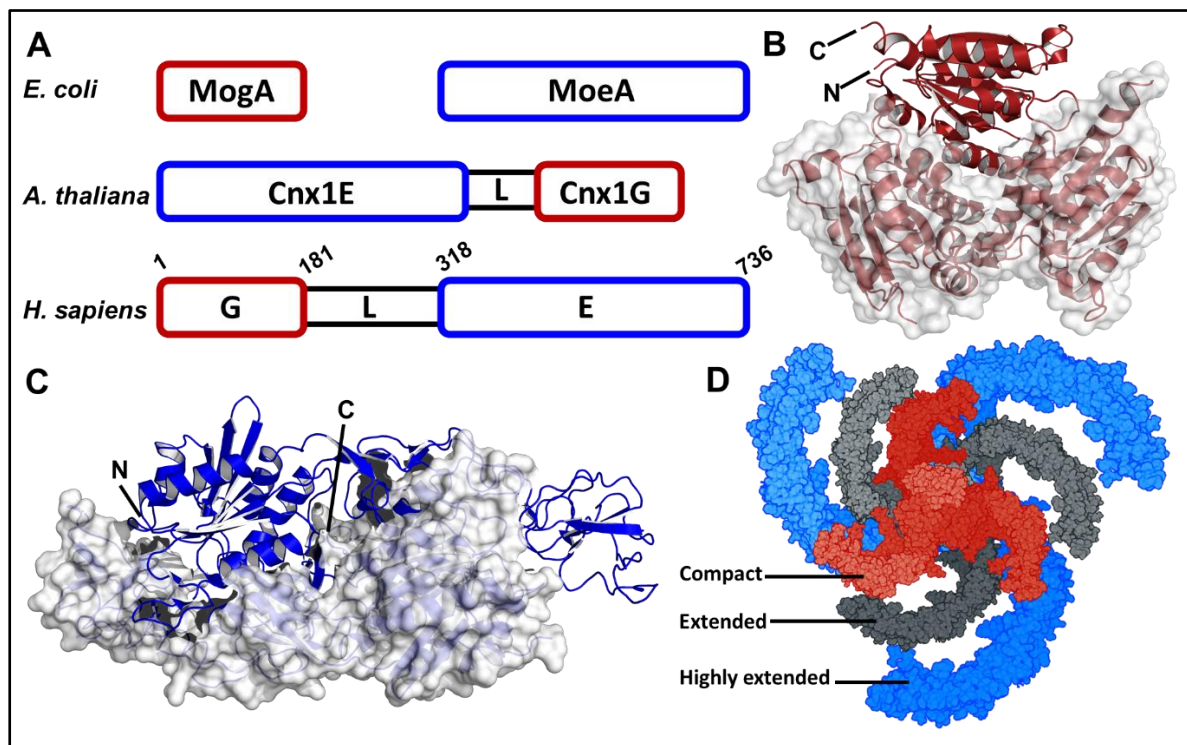 A
E. coli MogA MoeA
A. thaliana Cnx1E L Cnx1G
1 181 318 736
H. sapiens G L E
B
C
N
C
C
N
D
Compact
Extended
Highly extended